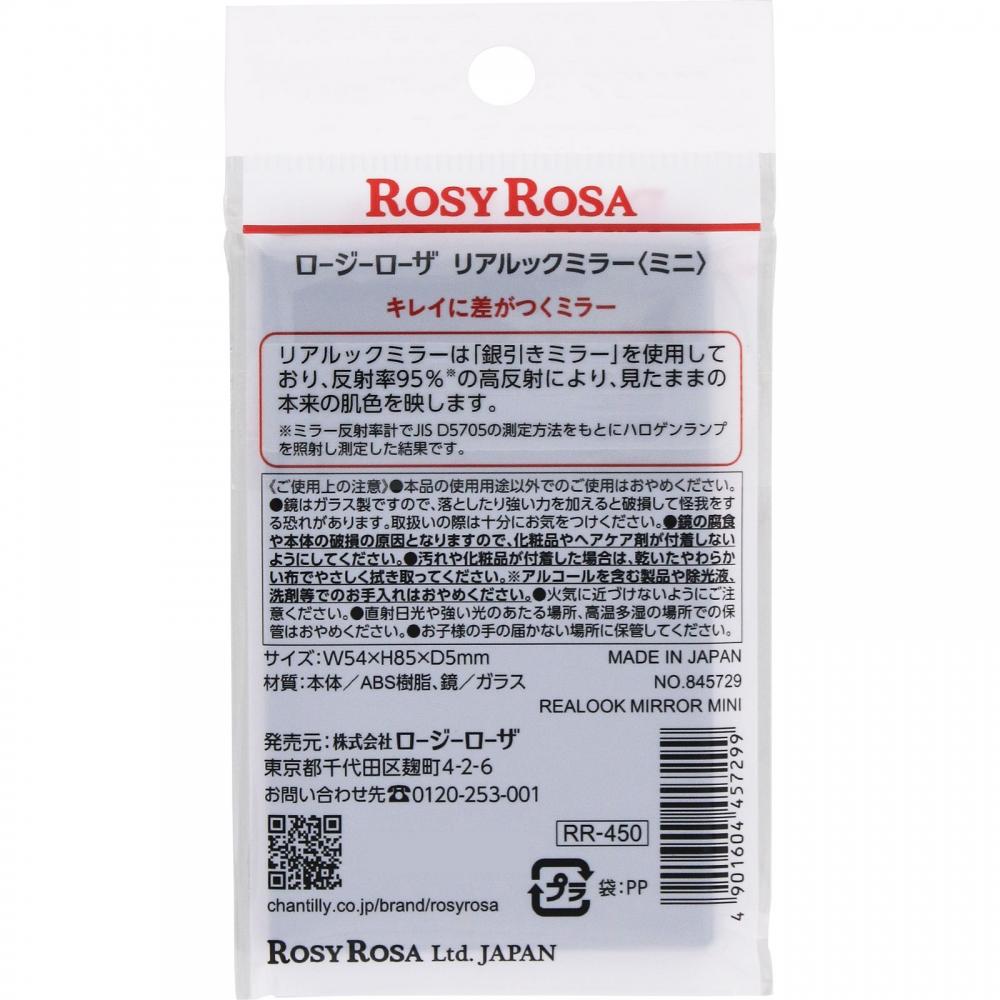 ROSY ROSA
ロージーローザ リアルックミラー〈ミニ〉
キレイに差がつくミラー
リアルックミラーは「銀引きミラー」を使用して
おり、反射率95%※の高反射により、見たままの
本来の肌色を映します。
※ミラー反射率計でJIS D5705の測定方法をもとにハロゲンランプ
を照射し測定した結果です。
《ご使用上の注意》●本品の使用用途以外でのご使用はおやめください。
●鏡はガラス製ですので、落としたり強い力を加えると破損して怪我をす
る恐れがあります。取扱いの際は十分にお気をつけください。●鏡の腐食
や本体の破損の原因となりますので、化粧品やヘアケア剤が付着しない
ようにしてください。●汚れや化粧品が付着した場合は、乾いたやわらか
い布でやさしく拭き取ってください。※アルコールを含む製品や除光液、
洗剤等でのお手入れはおやめください。●火気に近づけないようにご注
意ください。●直射日光や強い光のあたる場所、高温多湿の場所での保
管はおやめください。●お子様の手の届かない場所に保管してください。
サイズ:W54×H85×D5mm
MADE IN JAPAN
材質:本体/ABS樹脂、鏡/ガラス
NO.845729
REALOOK MIRROR MINI
発売元:株式会社ロージーローザ
東京都千代田区麹町4-2-6
お問い合わせ先☎0120-253-001
RR-450
プラ
袋:PP
4 901604 457299
chantilly.co.jp/brand/rosyrosa
ROSY ROSA Ltd. JAPAN